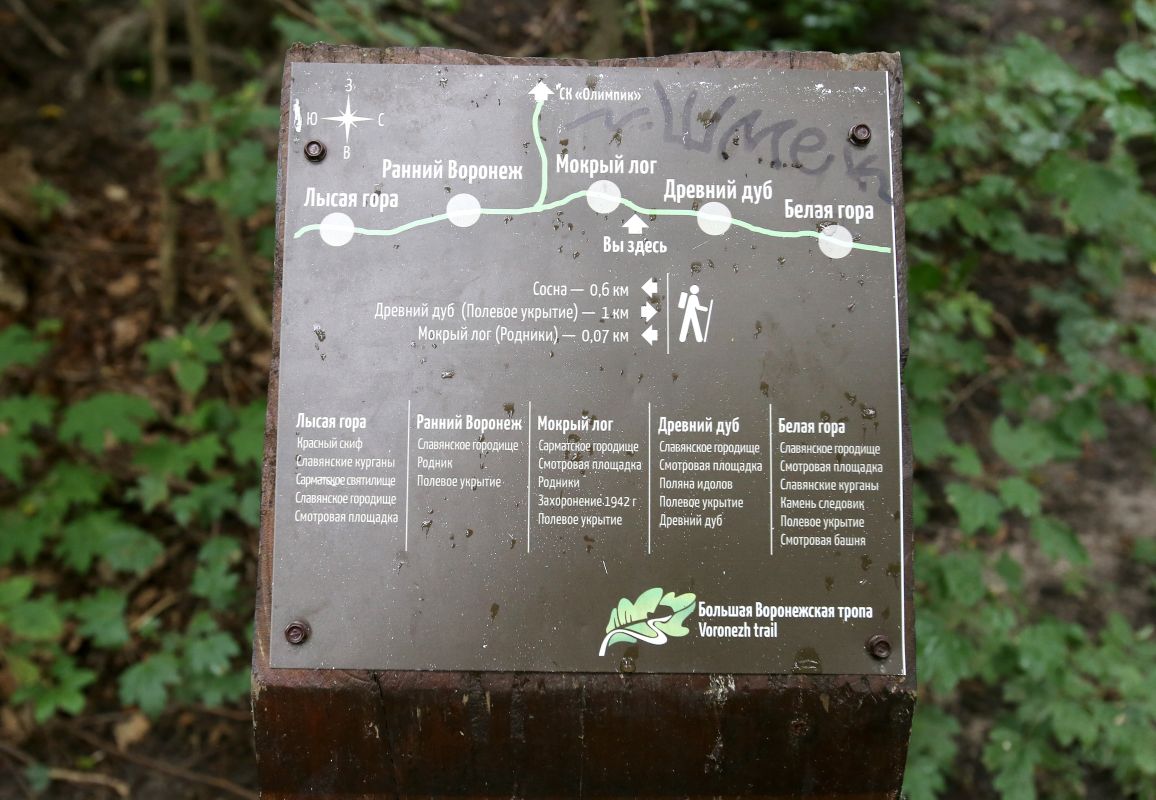 З
Ю С
В
СК «Олимпик»
Ранний Воронеж
Мокрый лог
Лысая гора
Древний дуб
Белая гора
Вы здесь
Сосна — 0,6 км
Древний дуб (Полевое укрытие) — 1 км
Мокрый лог (Родники) — 0,07 км
Лысая гора
Красный скиф
Славянские курганы
Сарматское святилище
Славянское городище
Смотровая площадка
Ранний Воронеж
Славянское городище
Родник
Полевое укрытие
Мокрый лог
Сарматское городище
Смотровая площадка
Родники
Захоронение 1942 г
Полевое укрытие
Древний дуб
Славянское городище
Смотровая площадка
Поляна идолов
Полевое укрытие
Древний дуб
Белая гора
Славянское городище
Смотровая площадка
Славянские курганы
Камень следовик
Полевое укрытие
Смотровая башня
Большая Воронежская тропа
Voronezh trail